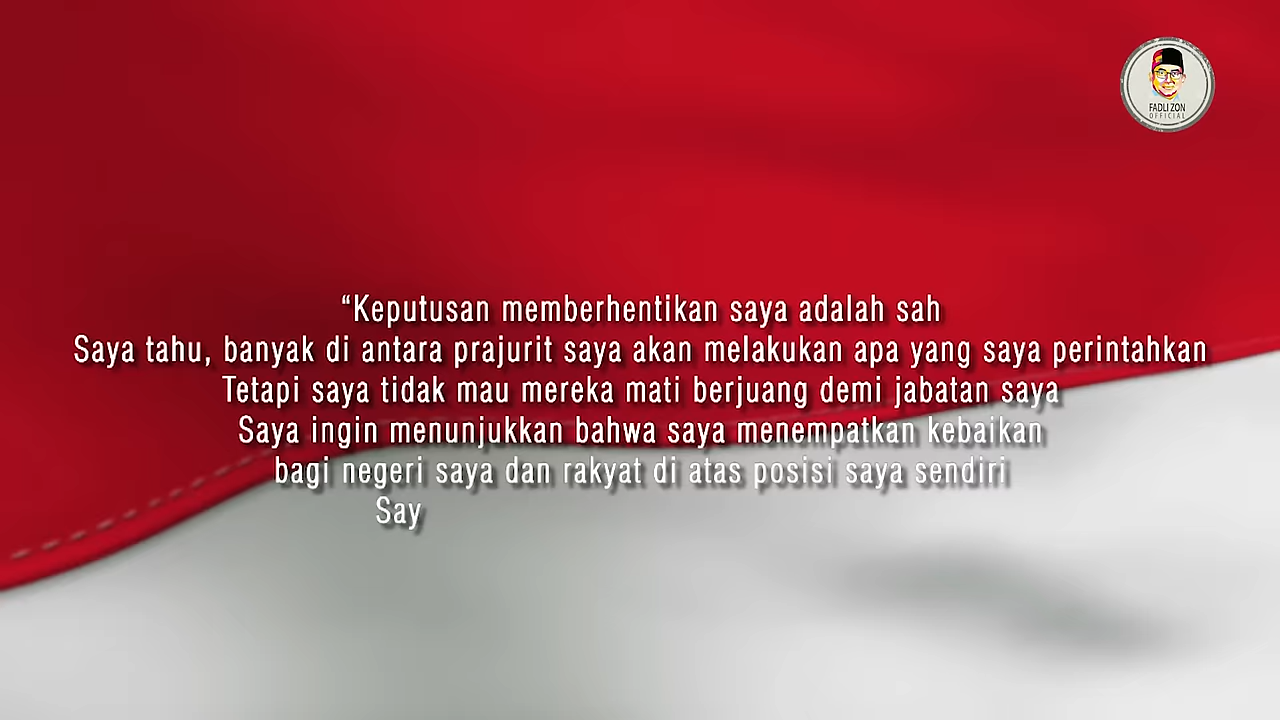 FADLI ZON
OFFICIAL
“Keputusan memberhentikan saya adalah sah
Saya tahu, banyak di antara prajurit saya akan melakukan apa yang saya perintahkan
Tetapi saya tidak mau mereka mati berjuang demi jabatan saya
Saya ingin menunjukkan bahwa saya menempatkan kebaikan
bagi negeri saya dan rakyat di atas posisi saya sendiri
Say